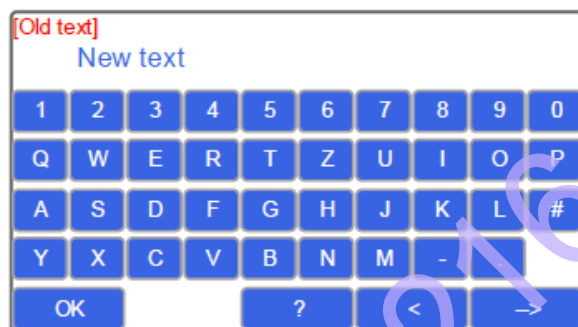 [Old text]
New text
1 2 3 4 5 6 7 8 9 0
Q W E R T Z U I O P
A S D F G H J K L #
Y X C V B N M - .
OK ? < -->